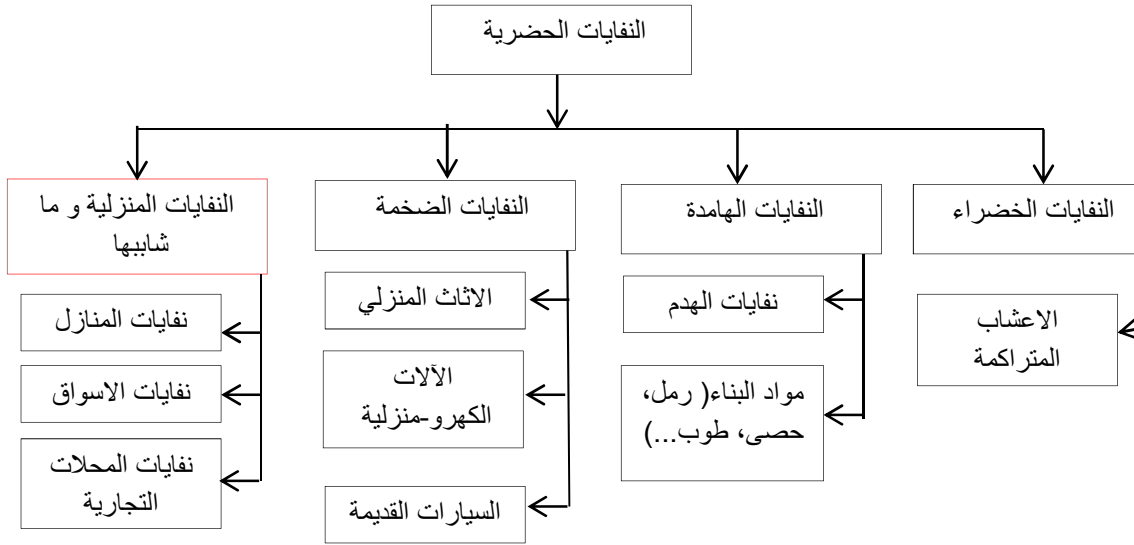 النفايات الحضرية
النفايات الخضراء
النفايات الهامدة
النفايات الضخمة
النفايات المنزلية و ما
شاببها
الاعشاب
المتراكمة
نفايات الهدم
مواد البناء( رمل،
حصى، طوب...)
الاثاث المنزلي
الآلات
الكهرو-منزلية
السيارات القديمة
نفايات المنازل
نفايات الاسواق
نفايات المحلات
التجارية